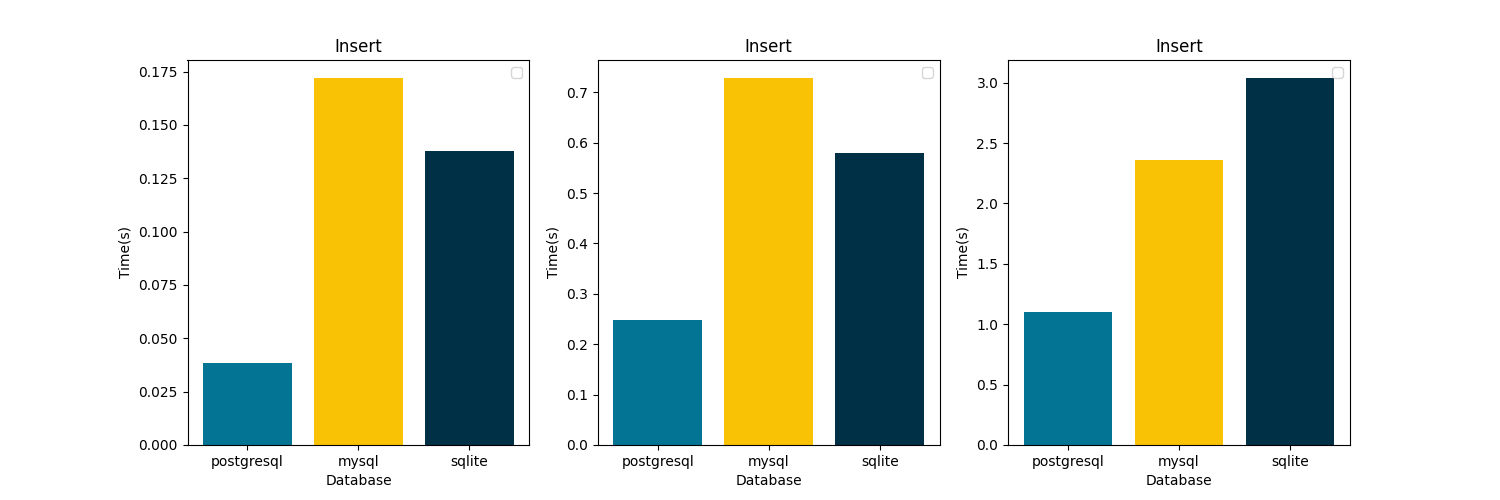 Insert
Time(s)
0.175
0.150
0.125
0.100
0.075
0.050
0.025
0.000
postgresql mysql sqlite
Database
Insert
Time(s)
0.7
0.6
0.5
0.4
0.3
0.2
0.1
0.0
postgresql mysql sqlite
Database
Insert
Time(s)
3.0
2.5
2.0
1.5
1.0
0.5
0.0
postgresql mysql sqlite
Database